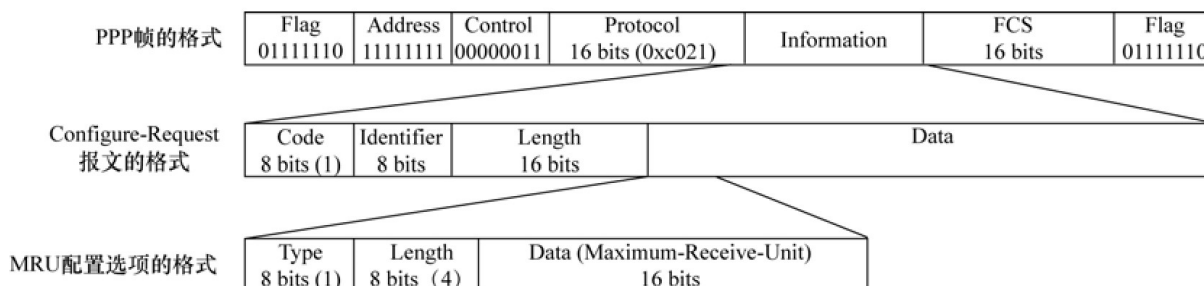 PPP帧的格式
Flag
01111110
Address
11111111
Control
00000011
Protocol
16 bits (0xc021)
Information
FCS
16 bits
Flag
01111110
Configure-Request
报文的格式
Code
8 bits (1)
Identifier
8 bits
Length
16 bits
Data
MRU配置选项的格式
Type
8 bits (1)
Length
8 bits（4）
Data (Maximum-Receive-Unit)
16 bits